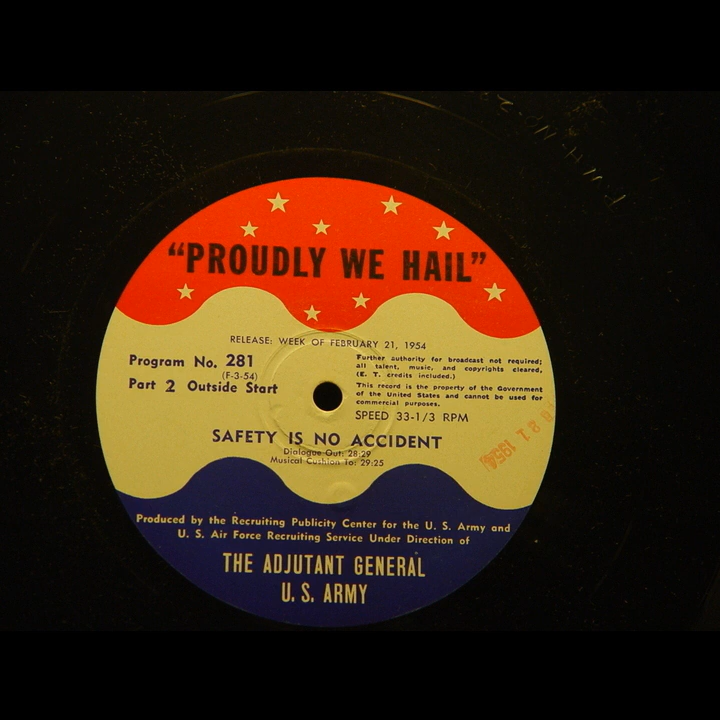 "PROUDLY WE HAIL"
RELEASE: WEEK OF FEBRUARY 21, 1954
Program No. 281
(F-3-54)
Part 2 Outside Start
Further authority for broadcast not required;
all talent, music, and copyrights cleared,
(E. T. credits included.)
This record is the property of the Government
of the United States and cannot be used for
commercial purposes.
SPEED 33-1/3 RPM
SAFETY IS NO ACCIDENT
Dialogue Out: 28:29
Musical Cushion To: 29:25
Produced by the Recruiting Publicity Center for the U. S. Army and
U. S. Air Force Recruiting Service Under Direction of
THE ADJUTANT GENERAL
U. S. ARMY
1954